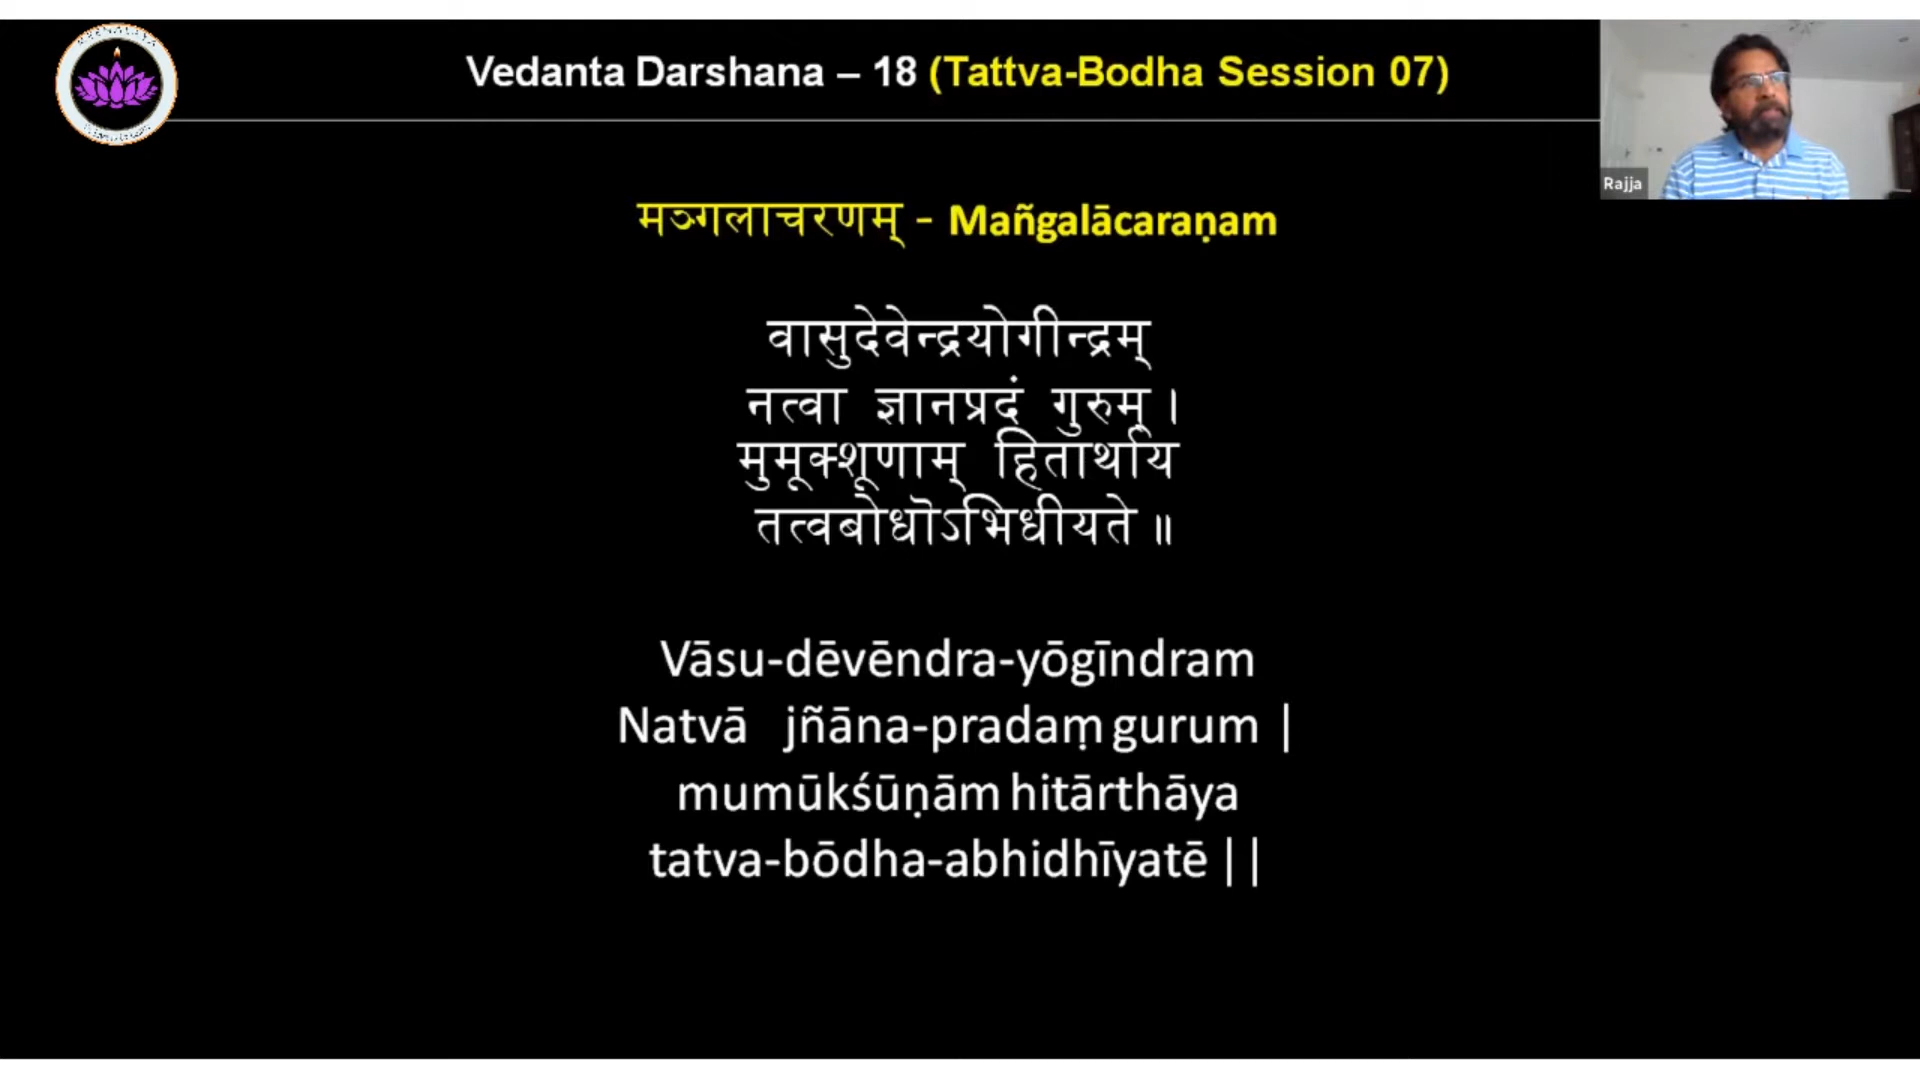 Vedanta Darshana – 18 (Tattva-Bodha Session 07)
Rajja
मञ्गलाचरणम् - Mañgalācaraṇam
वासुदेवेन्द्रयोगीन्द्रम्
नत्वा ज्ञानप्रदं गुरुम् ।
मुमूक्शूणाम् हितार्थाय
तत्वबोधॊऽभिधीयते ॥
Vāsu-dēvēndra-yōgīndram
Natvā jñāna-pradaṃ gurum |
mumūkśūṇām hitārthāya
tatva-bōdha-abhidhīyatē ||